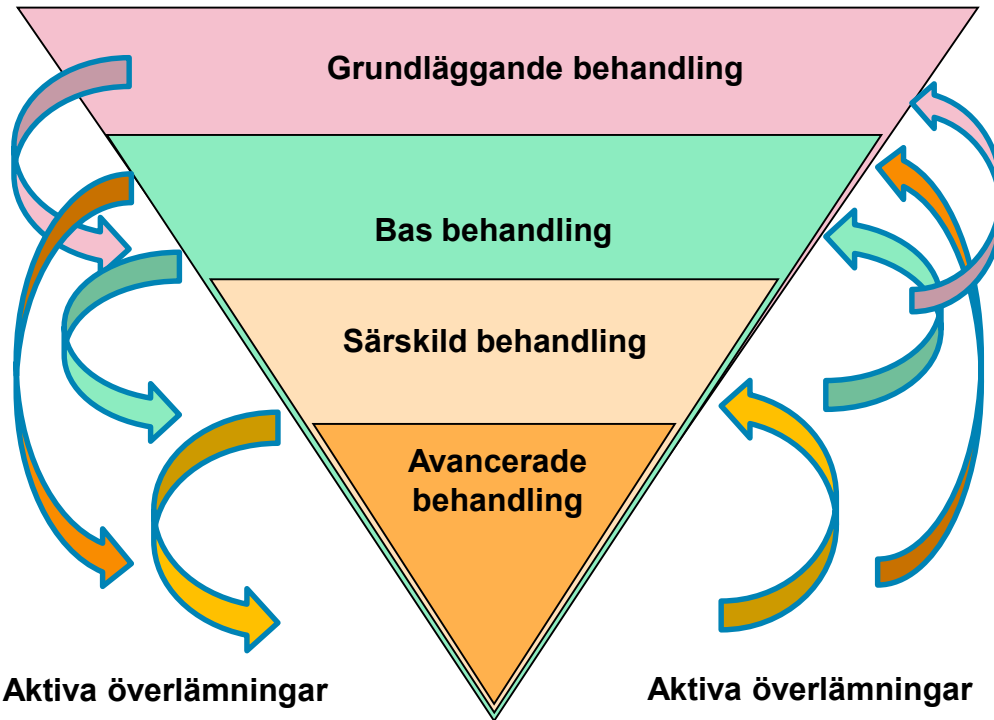 Grundläggande behandling
Bas behandling
Särskild behandling
Avancerade
behandling
Aktiva överlämningar
Aktiva överlämningar